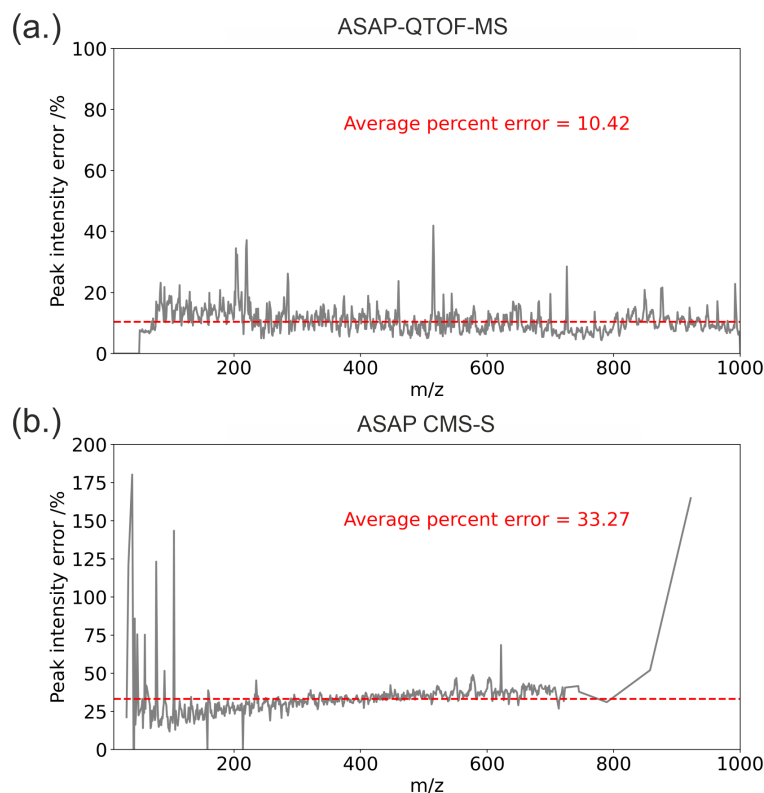 (a.)
ASAP-QTOF-MS
100
80
60
40
20
0
Peak intensity error /%
Average percent error = 10.42
200
400
600
800
1000
m/z
(b.)
ASAP CMS-S
200
175
150
125
100
75
50
25
0
Peak intensity error /%
Average percent error = 33.27
200
400
600
800
1000
m/z